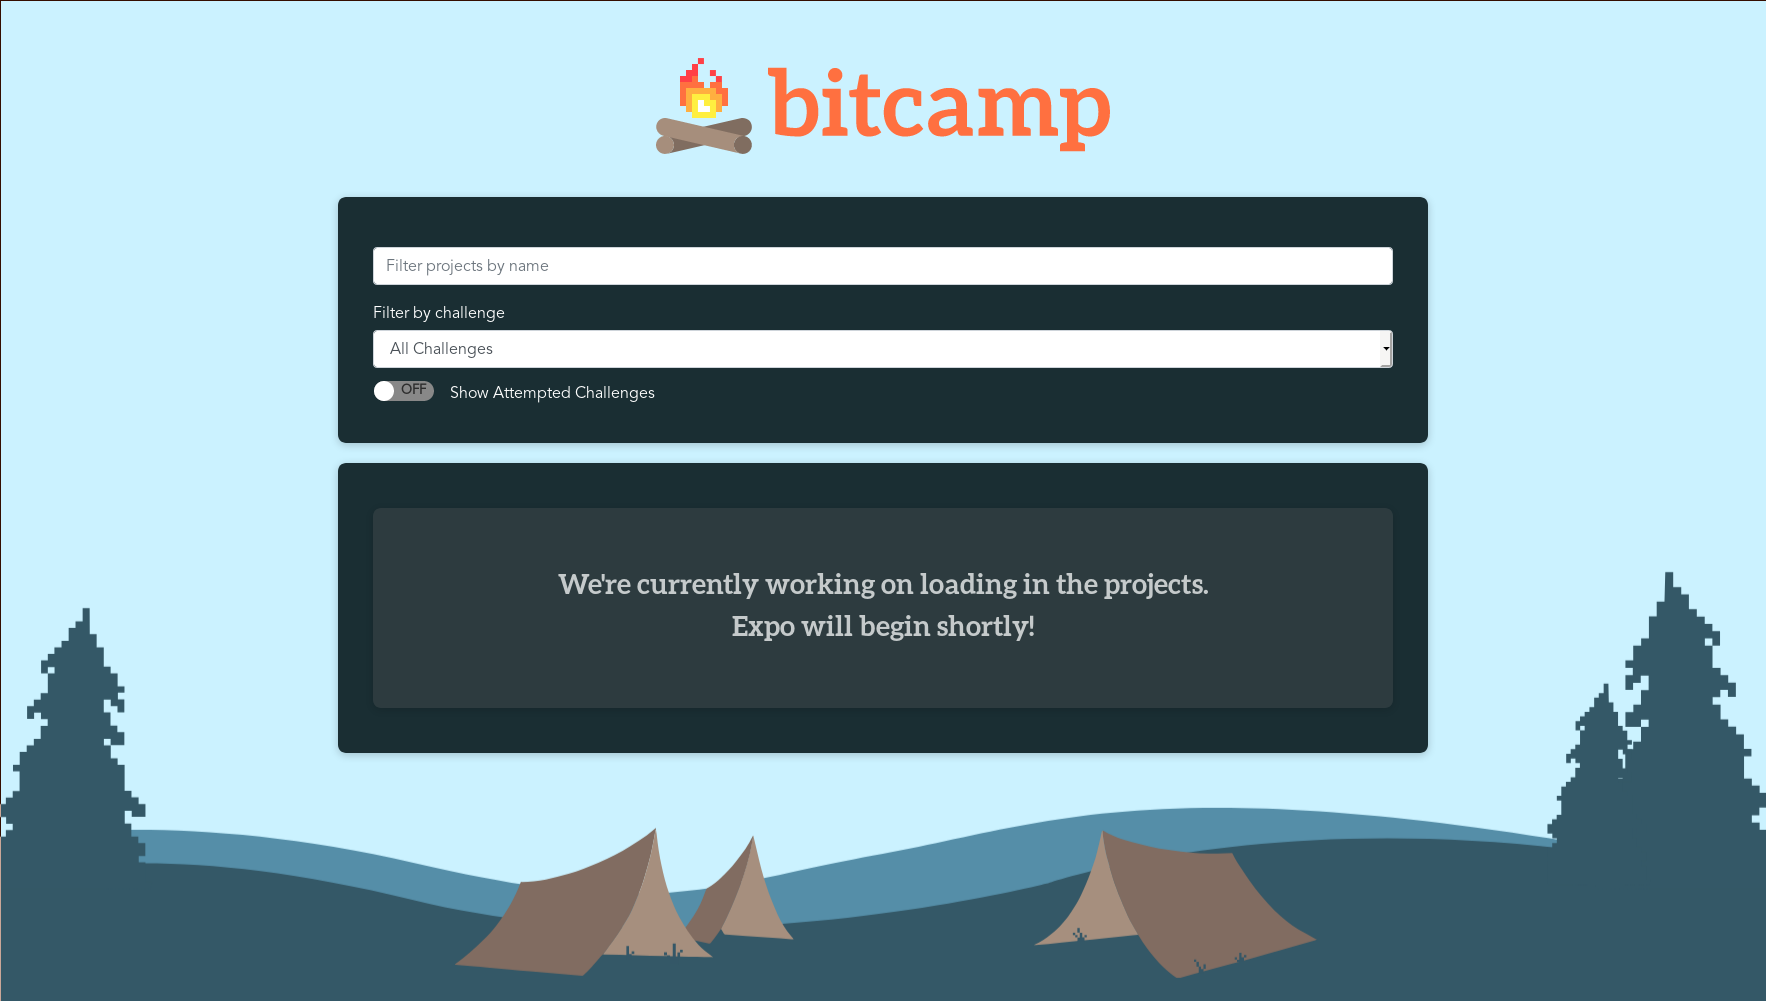 bitcamp
Filter projects by name
Filter by challenge
All Challenges
OFF Show Attempted Challenges
We're currently working on loading in the projects.
Expo will begin shortly!